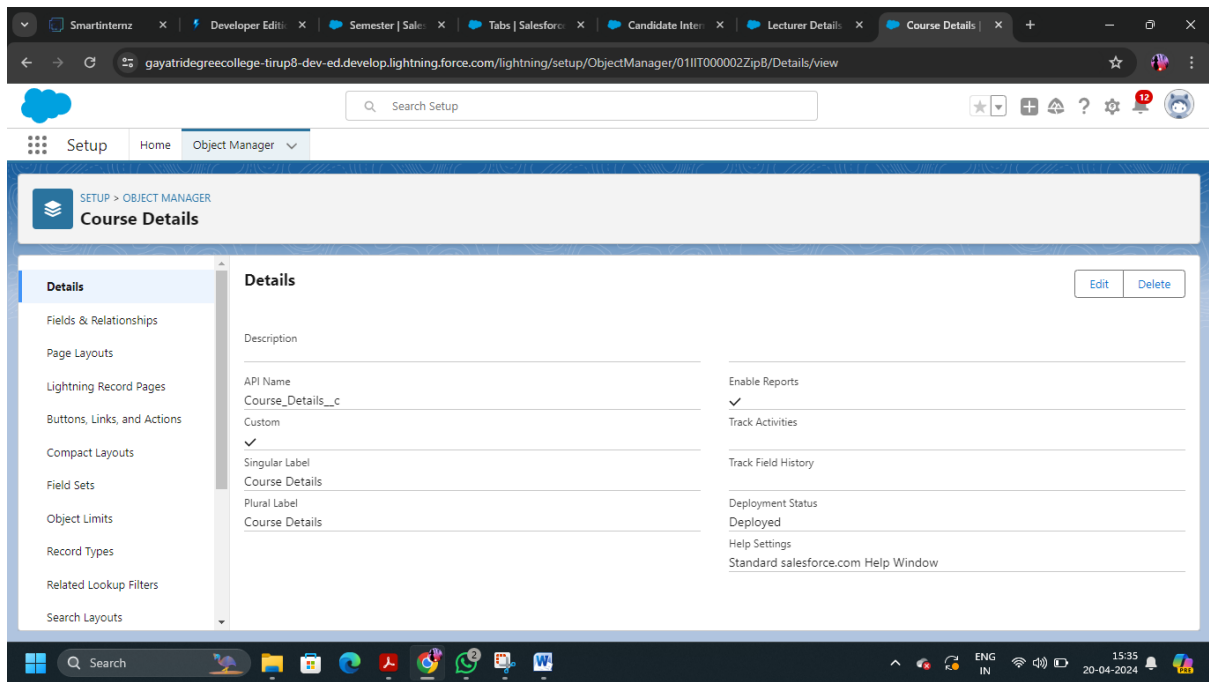 Smartinternz
Developer Editi
Semester | Sales
Tabs | Salesforce
Candidate Inter
Lecturer Details
Course Details |
gayatridegreecollege-tirup8-dev-ed.develop.lightning.force.com/lightning/setup/ObjectManager/01IIT000002ZipB/Details/view
Search Setup
12
Setup
Home
Object Manager
SETUP > OBJECT MANAGER
Course Details
Details
Fields & Relationships
Page Layouts
Lightning Record Pages
Buttons, Links, and Actions
Compact Layouts
Field Sets
Object Limits
Record Types
Related Lookup Filters
Search Layouts
Details
Edit
Delete
Description
API Name
Course_Details__c
Custom
Singular Label
Course Details
Plural Label
Course Details
Enable Reports
Track Activities
Track Field History
Deployment Status
Deployed
Help Settings
Standard salesforce.com Help Window
Search
2
ENG
IN
15:35
20-04-2024
PRE